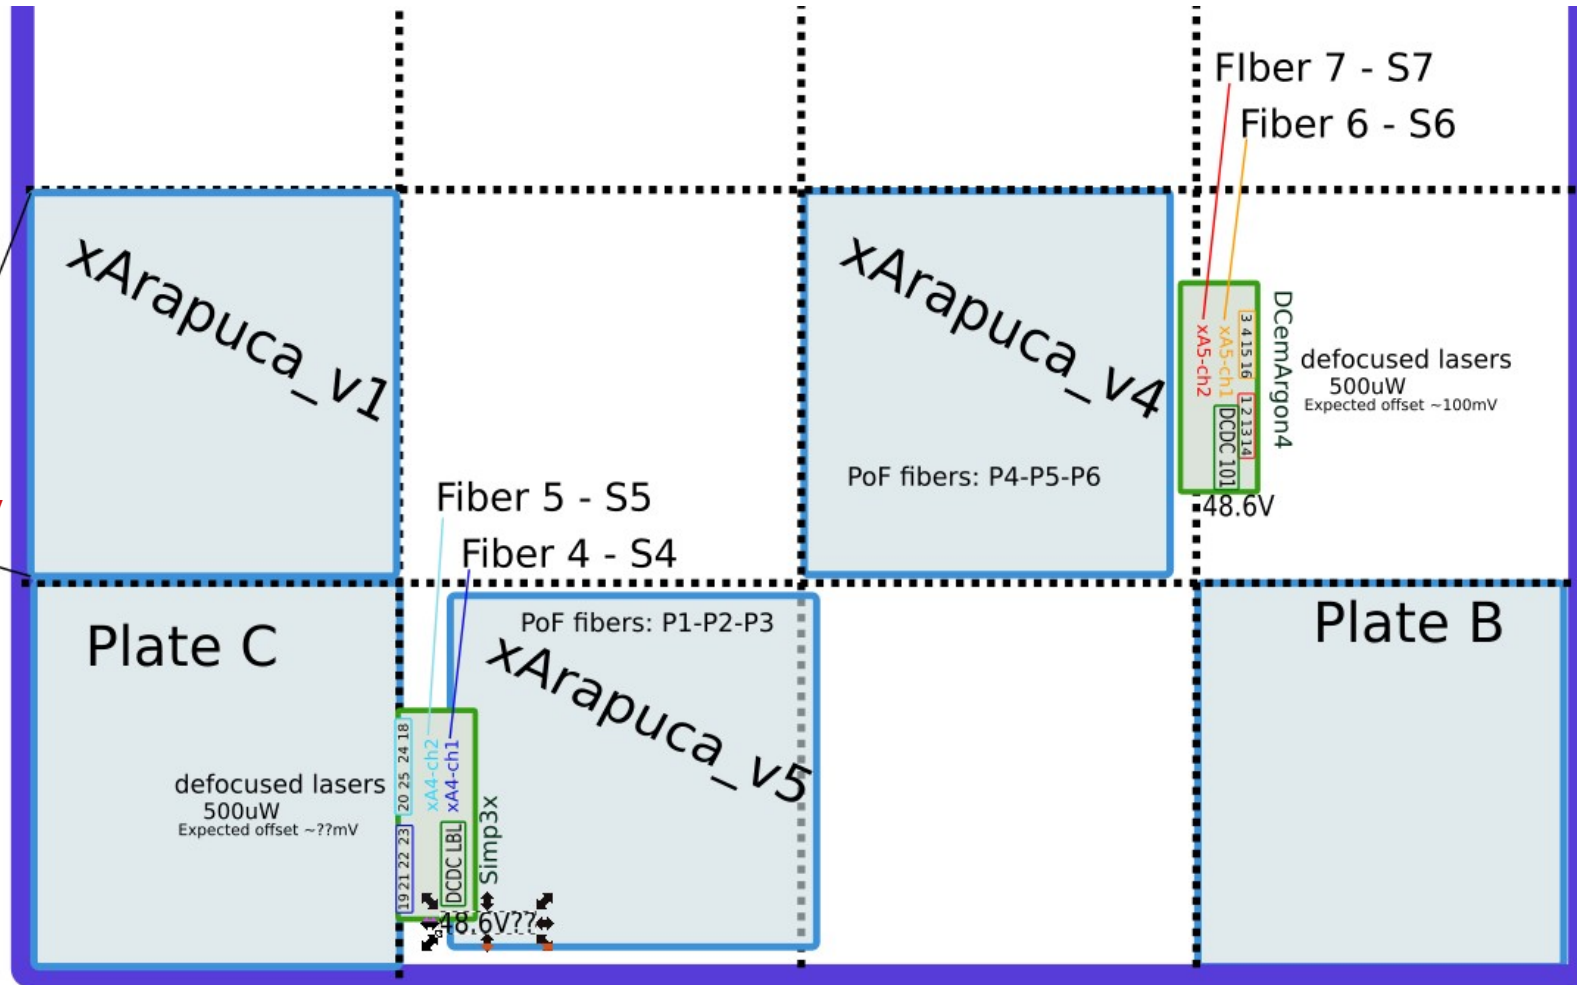 FIber 7 - S7
Fiber 6 - S6
xArapuca_v1
xArapuca_v4
PoF fibers: P4-P5-P6
xA5-ch2
xA5-ch1
3 4 15 16
1 2 13 14
DCDC 101
DCemArgon4
48.6V
defocused lasers
500uW
Expected offset ~100mV
Fiber 5 - S5
Fiber 4 - S4
Plate C
PoF fibers: P1-P2-P3
xArapuca_v5
Plate B
defocused lasers
500uW
Expected offset ~??mV
20 25 24 18
19 21 22 23
xA4-ch2
xA4-ch1
DCDC LBL
Simp3x
48.6V??